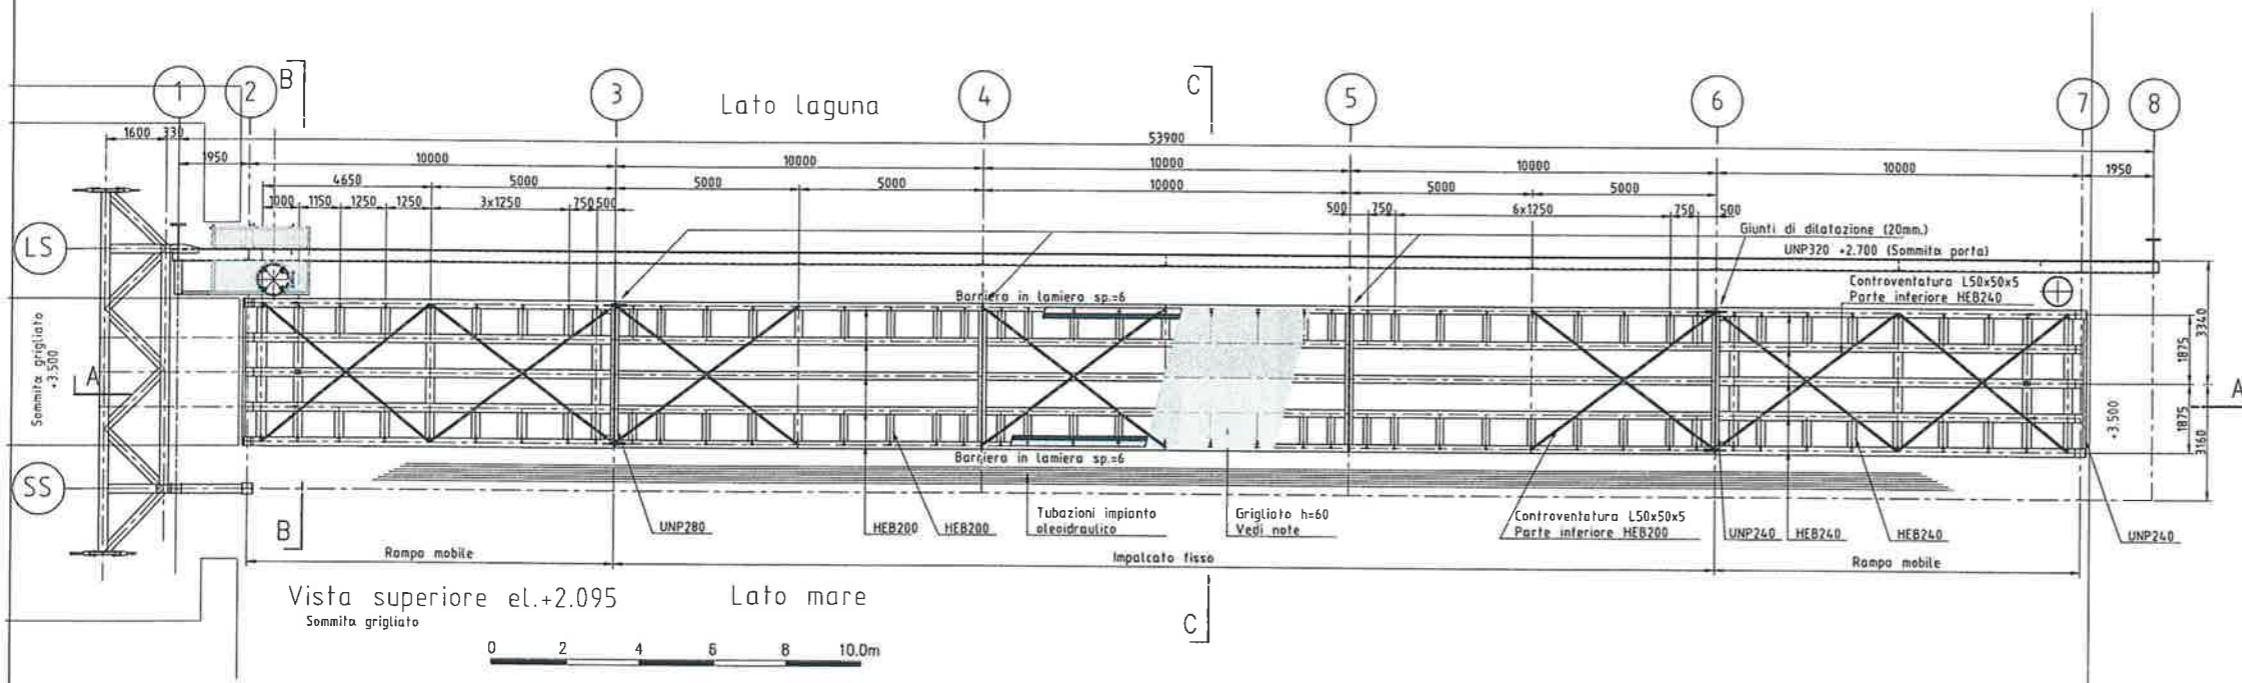 1 2 B 3 Lato laguna 4 C 5 6 7 8
1600 330 53900
1950 10000 10000 10000 10000 10000 1950
4650 5000 5000 5000 10000 5000 5000
1000 1150 1250 1250 3x1250 750 500 500 750 6x1250 750 500
Giunti di dilatazione (20mm.)
LS
UNP320 +2.700 (Sommita porta)
Controventatura L50x50x5
Parte inferiore HEB240
Barriera in lamiera sp.=6
Sommita grigliato
+3.500
A
3340
1875
A
1875
3160
+3.500
Barriera in lamiera sp.=6
SS
B
UNP280
HEB200
HEB200
Tubazioni impianto
oleoidraulico
Grigliato h=60
Vedi note
Controventatura L50x50x5
Parte inferiore HEB200
UNP240
HEB240
HEB240
UNP240
Rampa mobile
Impalcato fisso
Rampa mobile
Vista superiore el.+2.095
Sommita grigliato
Lato mare
C
0 2 4 6 8 10.0m